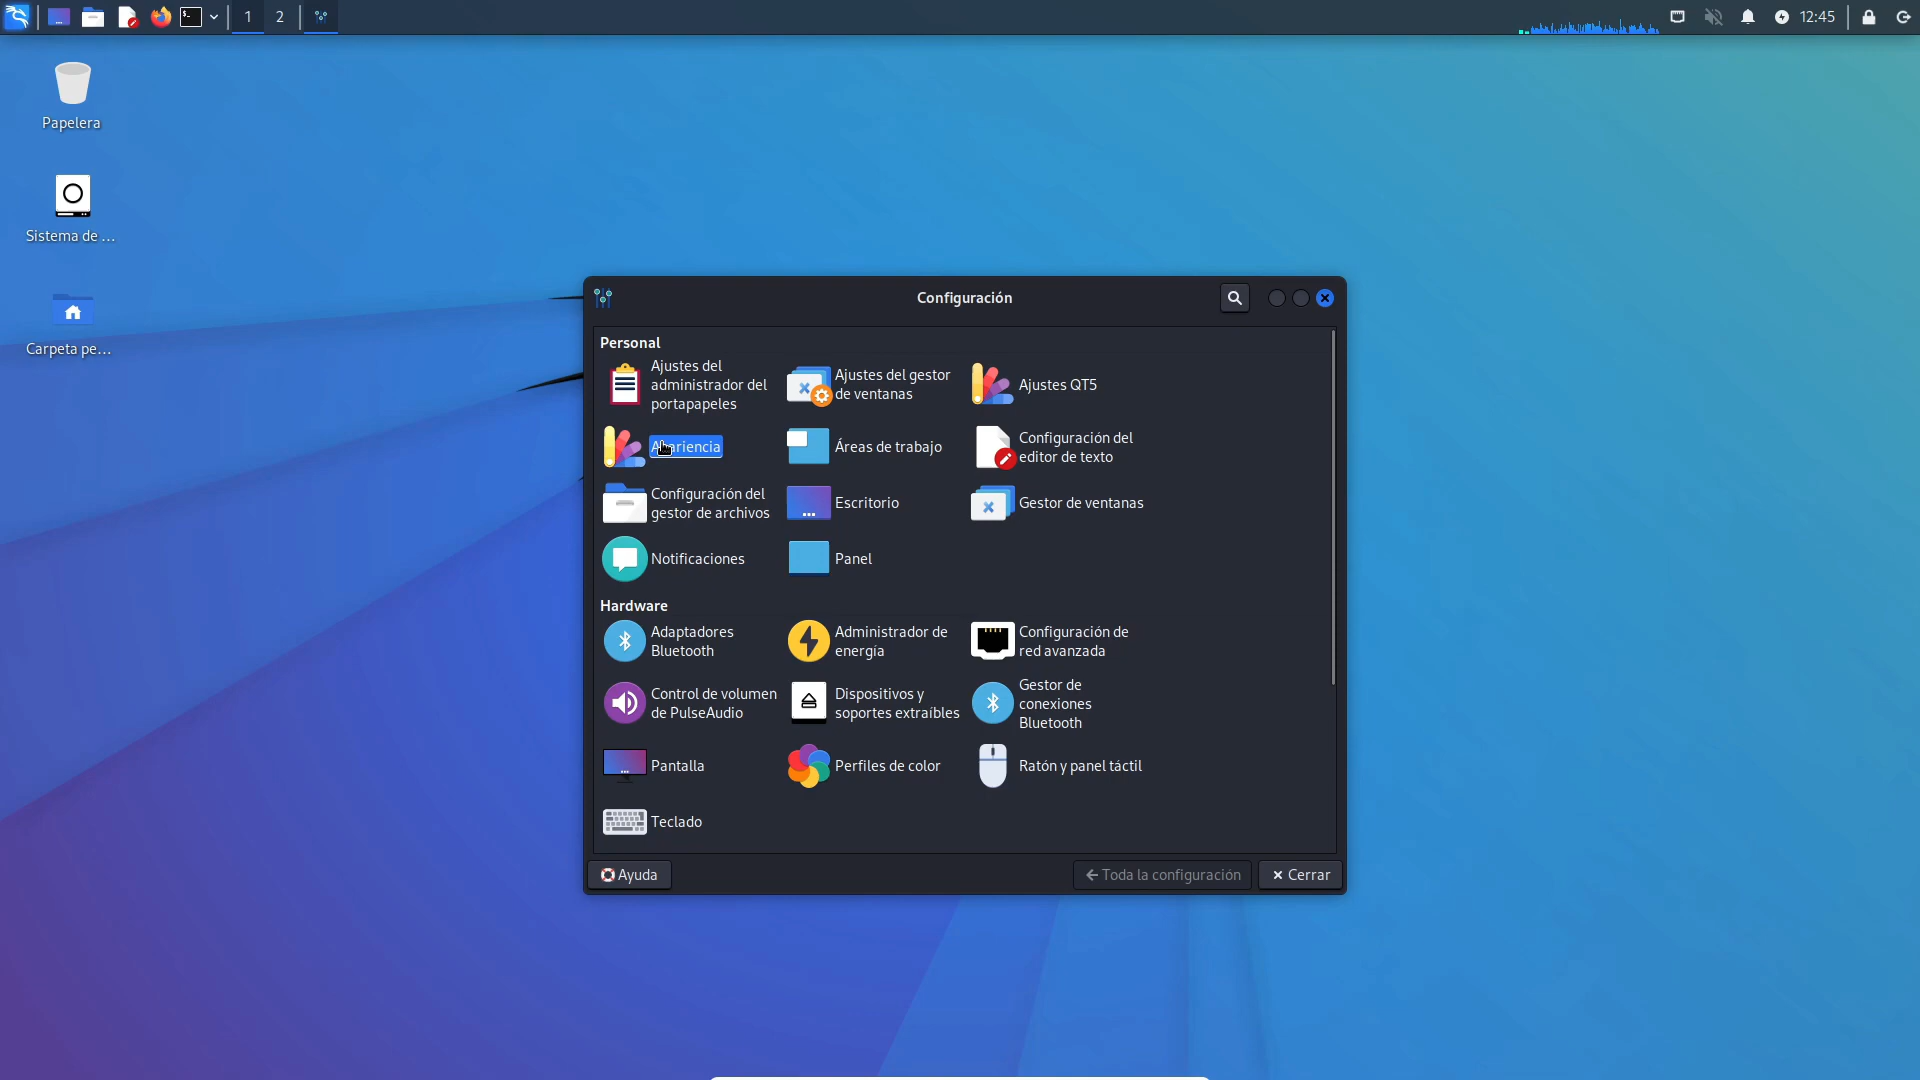 1 2 12:45
Papelera
Sistema de ...
Carpeta pe...
Configuración
Personal
Ajustes del
administrador del
portapapeles
Ajustes del gestor
de ventanas
Ajustes QT5
Apariencia
Áreas de trabajo
Configuración del
editor de texto
Configuración del
gestor de archivos
Escritorio
Gestor de ventanas
Notificaciones
Panel
Hardware
Adaptadores
Bluetooth
Administrador de
energía
Configuración de
red avanzada
Control de volumen
de PulseAudio
Dispositivos y
soportes extraíbles
Gestor de
conexiones
Bluetooth
Pantalla
Perfiles de color
Ratón y panel táctil
Teclado
Ayuda
Toda la configuración
Cerrar